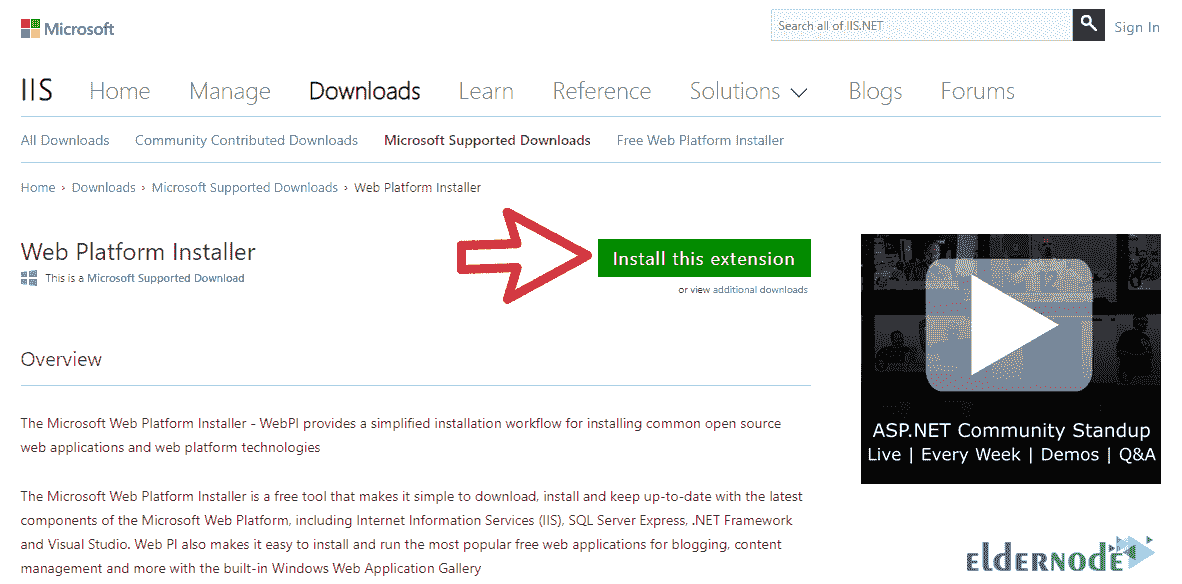 Microsoft
Search all of IIS.NET
Sign In
IIS Home Manage Downloads Learn Reference Solutions Blogs Forums
All Downloads Community Contributed Downloads Microsoft Supported Downloads Free Web Platform Installer
Home › Downloads › Microsoft Supported Downloads › Web Platform Installer
Web Platform Installer
This is a Microsoft Supported Download
Install this extension
or view additional downloads
Overview
The Microsoft Web Platform Installer - WebPI provides a simplified installation workflow for installing common open source
web applications and web platform technologies
The Microsoft Web Platform Installer is a free tool that makes it simple to download, install and keep up-to-date with the latest
components of the Microsoft Web Platform, including Internet Information Services (IIS), SQL Server Express, .NET Framework
and Visual Studio. Web PI also makes it easy to install and run the most popular free web applications for blogging, content
management and more with the built-in Windows Web Application Gallery
ASP.NET Community Standup
Live | Every Week | Demos | Q&A
ELDERNODE